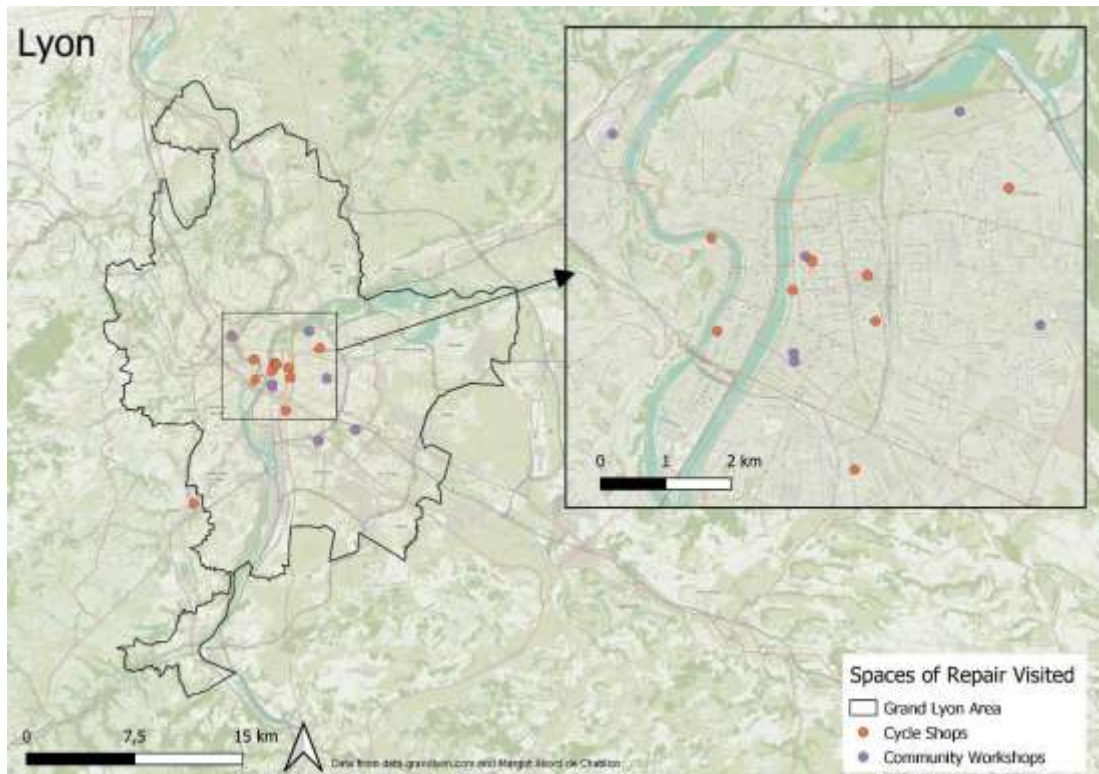 Lyon
0 1 2 km
Spaces of Repair Visited
Grand Lyon Area
Cycle Shops
Community Workshops
0 7,5 15 km
Data from data.grandlyon.com and Margot Abord de Chatillon